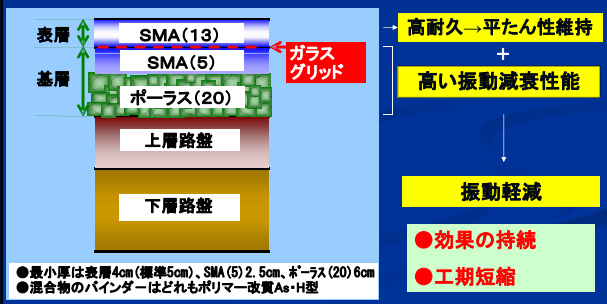 表層
SMA(13)
ガラス
グリッド
基層
SMA(5)
ポーラス(20)
上層路盤
下層路盤
●最小厚は表層4cm(標準5cm)、SMA(5)2.5cm、ﾎﾟｰﾗｽ(20)6cm
●混合物のバインダーはどれもポリマー改質As・H型
高耐久→平たん性維持
+
高い振動減衰性能
振動軽減
●効果の持続
●工期短縮